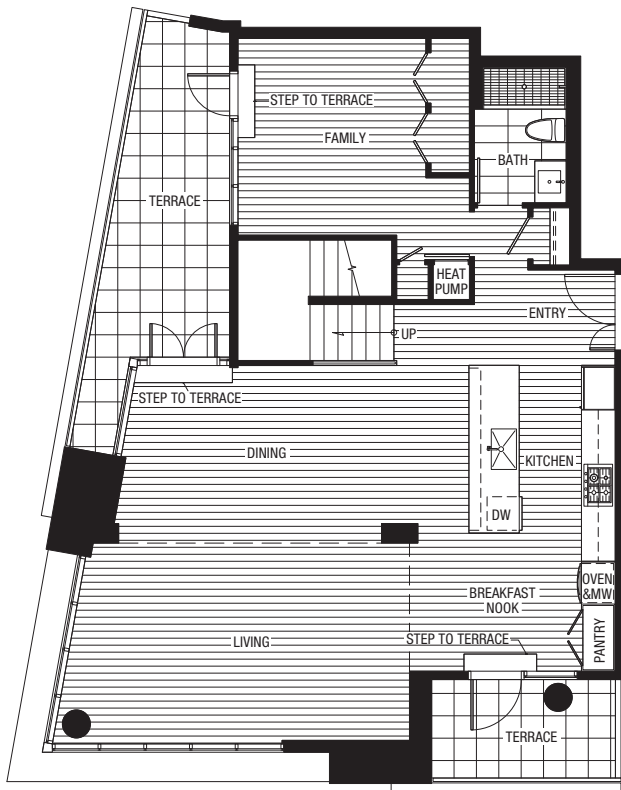 STEP TO TERRACE
FAMILY
BATH
TERRACE
HEAT
PUMP
ENTRY
UP
STEP TO TERRACE
DINING
KITCHEN
DW
OVEN
&MW
BREAKFAST
NOOK
PANTRY
LIVING
STEP TO TERRACE
TERRACE